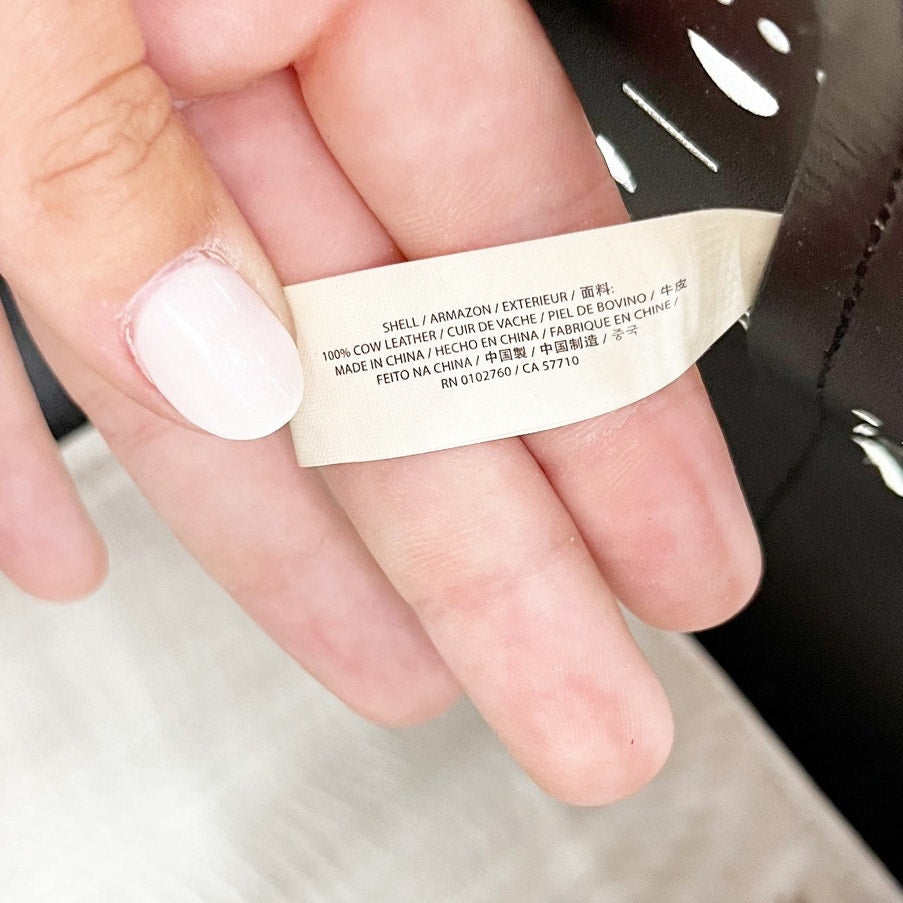 SHELL / ARMAZON / EXTERIEUR / 面料:
100% COW LEATHER / CUIR DE VACHE / PIEL DE BOVINO / 牛皮
MADE IN CHINA / HECHO EN CHINA / FABRIQUE EN CHINE /
FEITO NA CHINA / 中国製 / 中国制造 / 중국
RN 0102760 / CA 57710